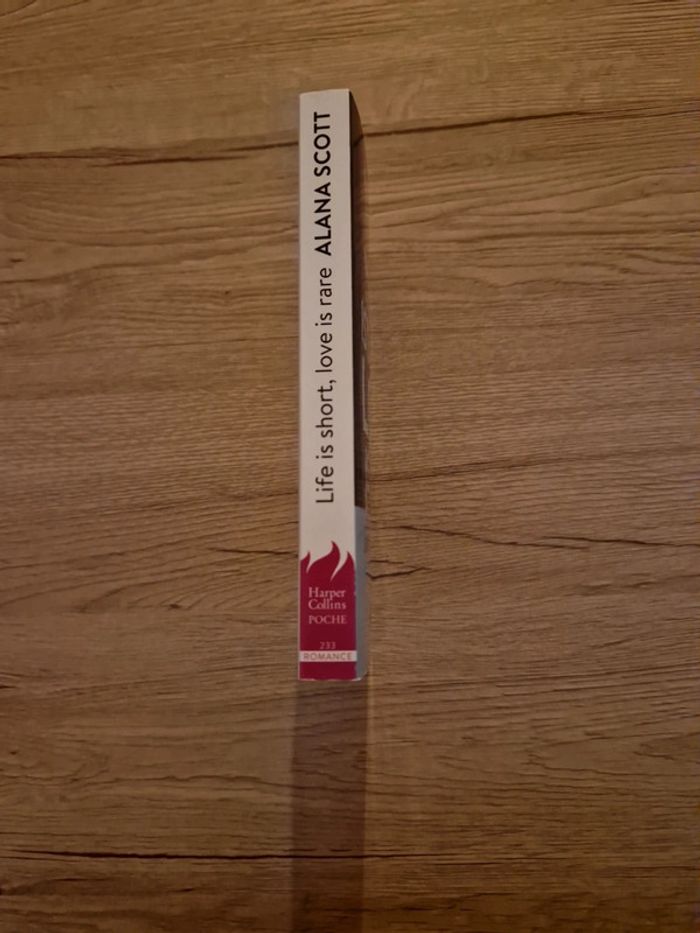 Life is short, love is rare ALANA SCOTT
Harper
Collins
POCHE
233
ROMANCE